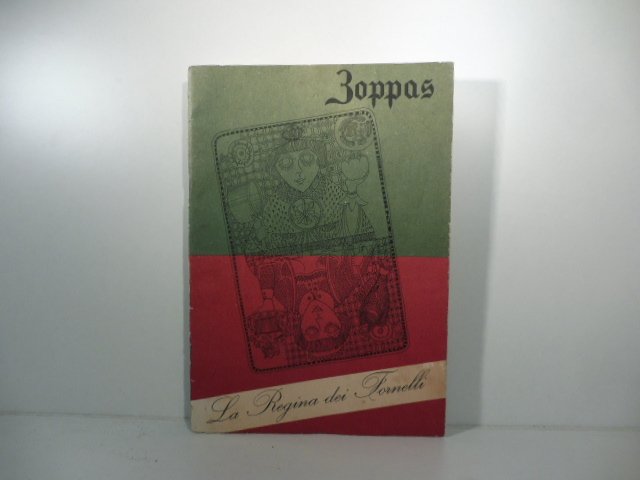 Zoppas
La Regina dei Fornelli